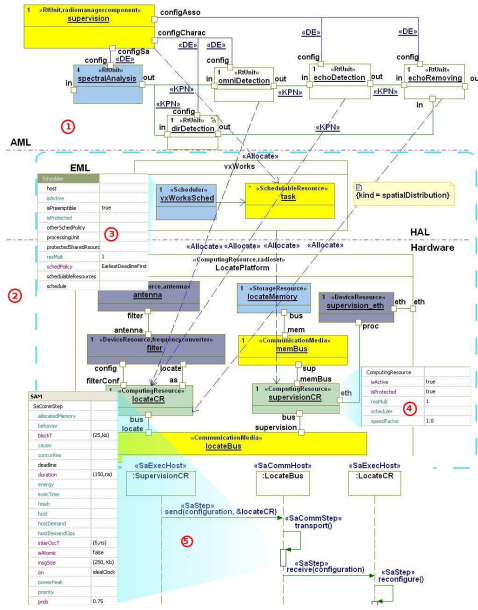 1 «RtUnit,radiomanagercomponent»
supervision
configAsso
configCharac
configSa
config «DE»
«DE»
«DE»
«DE»
1 «RtUnit»
spectralAnalysis
in
out
config
1 «RtUnit»
omniDetection
in
out
config
1 «RtUnit»
echoDetection
out
config
1 «RtUnit»
echoRemoving
in
«KPN»
«KPN»
«KPN»
«KPN»
«KPN»
config
1 «RtUnit»
dirDetection
in
out
1
AML
«Allocate»
EML
vxWorks
1 «Scheduler»
vxWorksSched
1 «SchedulableResource»
task
{kind = spatialDistribution}
Scheduler
host
isActive
isPreemptible true
isProtected
otherSchedPolicy
processingUnit
protectedSharedResourc
resMult 1
schedPolicy EarliestDeadlineFirst
schedulableResources
schedule
3
HAL
Hardware
2
«Allocate» «Allocate» «Allocate» «Allocate»
«ComputingResource,radioset»
LocatePlatform
antenna
filter
1 «StorageResource»
locateMemory
bus
1 «DeviceResource»
supervision_eth
eth
eth
proc
antenna
1 «DeviceResource,frequencyconverter»
filter
mem
1 «CommunicationMedia»
memBus
sup
config
locate
filterConf
as
memBus
1 «ComputingResource»
locateCR
1 «ComputingResource»
supervisionCR
eth
bus
locate
bus
supervision
«CommunicationMedia»
locateBus
ComputingResource
isActive true
isProtected true
resMult 1
scheduler
speedFactor 1.0
4
SAM
SaCommStep
allocatedMemory
behavior
blockT (25,kb)
cause
concurRes
deadline
duration (150,ns)
energy
execTime
finish
host
hostDemand
hostDemandOps
interOccT (5,ns)
isAtomic false
msgSize (250, kb)
on idealClock
powerPeak
priority
prob 0.75
«SaExecHost»
:SupervisionCR
«SaCommHost»
:LocateBus
«SaExecHost»
:LocateCR
«SaStep»
send(configuration, &locateCR)
«SaCommStep»
transport()
5
«SaStep»
receive(configuration)
«SaStep»
reconfigure()